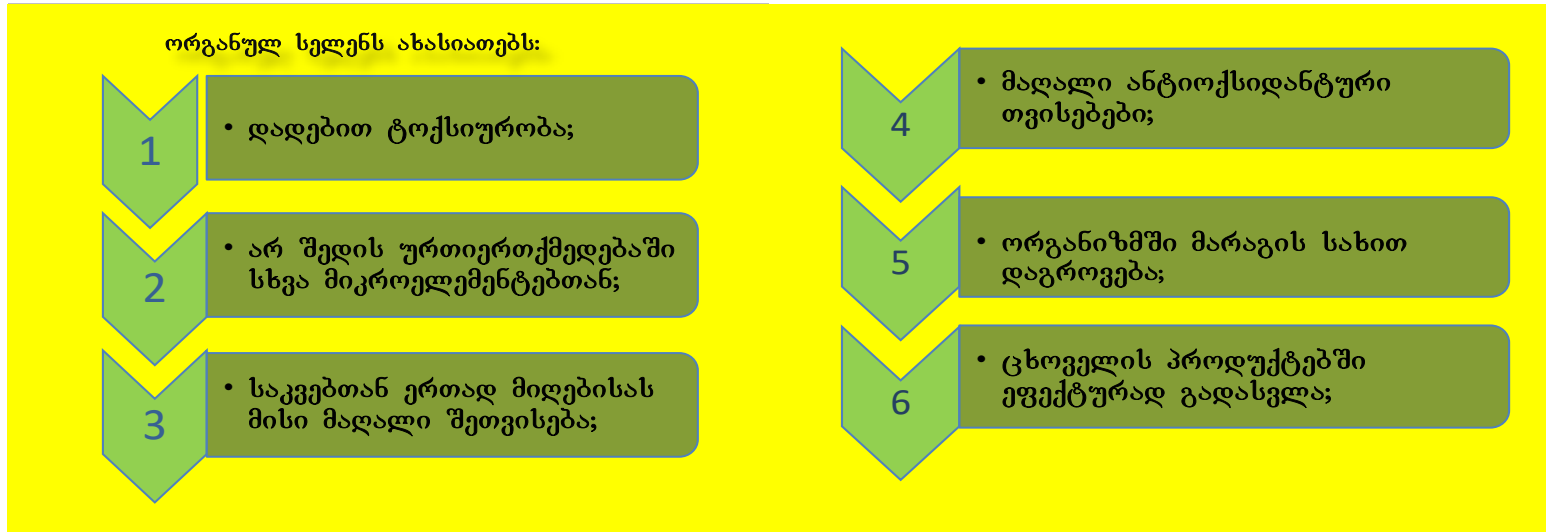 ორგანულ სელენს ახასიათებს:
1
• დადებით ტოქსიურობა;
2
• არ შედის ურთიერთქმედებაში
სხვა მიკროელემენტებთან;
3
• საკვებთან ერთად მიღებისას
მისი მაღალი შეთვისება;
4
• მაღალი ანტიოქსიდანტური
თვისებები;
5
• ორგანიზმში მარაგის სახით
დაგროვება;
6
• ცხოველის პროდუქტებში
ეფექტურად გადასვლა;